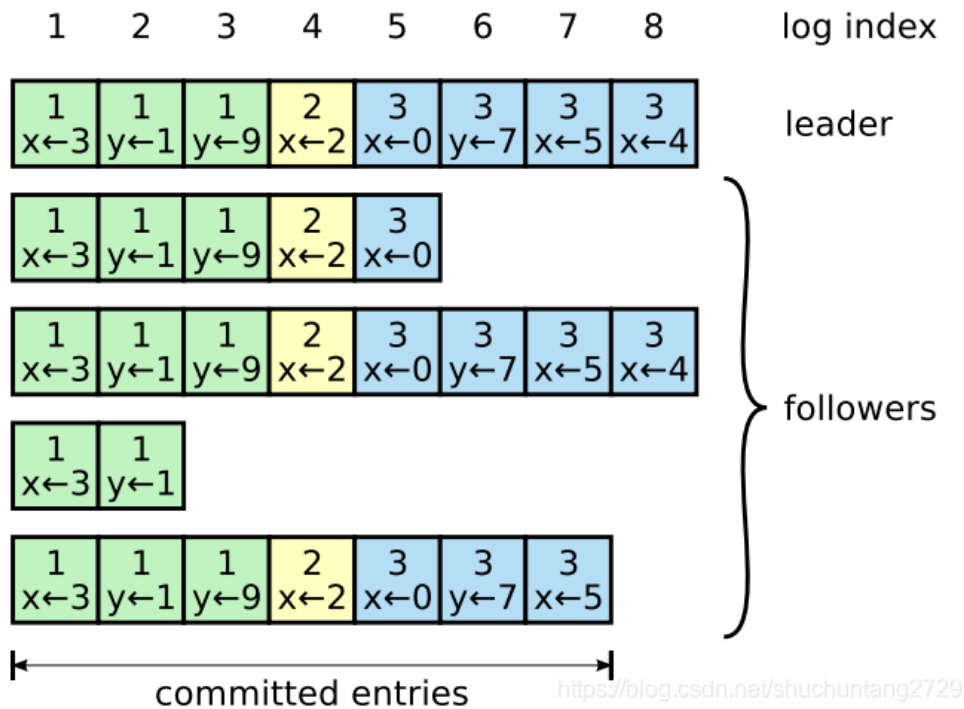 1 2 3 4 5 6 7 8 log index
1 1 1 2 3 3 3 3
x←3 y←1 y←9 x←2 x←0 y←7 x←5 x←4
leader
1 1 1 2 3
x←3 y←1 y←9 x←2 x←0
1 1 1 2 3 3 3 3
x←3 y←1 y←9 x←2 x←0 y←7 x←5 x←4
followers
1 1
x←3 y←1
1 1 1 2 3 3 3
x←3 y←1 y←9 x←2 x←0 y←7 x←5
committed entries
https://blog.csdn.net/shuchuntang2729